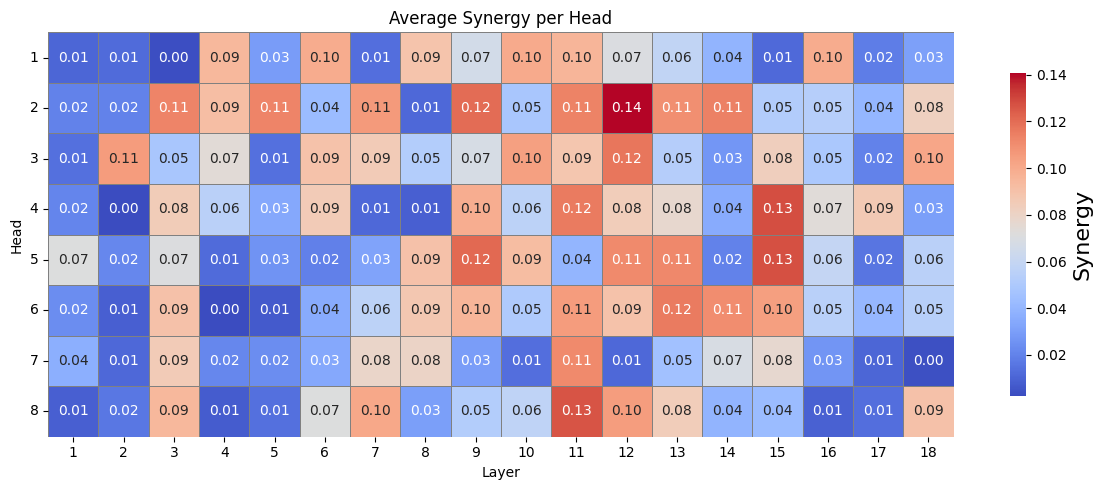 Average Synergy per Head
1 0.01 0.01 0.00 0.09 0.03 0.10 0.01 0.09 0.07 0.10 0.10 0.07 0.06 0.04 0.01 0.10 0.02 0.03
2 0.02 0.02 0.11 0.09 0.11 0.04 0.11 0.01 0.12 0.05 0.11 0.14 0.11 0.11 0.05 0.05 0.04 0.08
3 0.01 0.11 0.05 0.07 0.01 0.09 0.09 0.05 0.07 0.10 0.09 0.12 0.05 0.03 0.08 0.05 0.02 0.10
4 0.02 0.00 0.08 0.06 0.03 0.09 0.01 0.01 0.10 0.06 0.12 0.08 0.08 0.04 0.13 0.07 0.09 0.03
5 0.07 0.02 0.07 0.01 0.03 0.02 0.03 0.09 0.12 0.09 0.04 0.11 0.11 0.02 0.13 0.06 0.02 0.06
6 0.02 0.01 0.09 0.00 0.01 0.04 0.06 0.09 0.10 0.05 0.11 0.09 0.12 0.11 0.10 0.05 0.04 0.05
7 0.04 0.01 0.09 0.02 0.02 0.03 0.08 0.08 0.03 0.01 0.11 0.01 0.05 0.07 0.08 0.03 0.01 0.00
8 0.01 0.02 0.09 0.01 0.01 0.07 0.10 0.03 0.05 0.06 0.13 0.10 0.08 0.04 0.04 0.01 0.01 0.09
1 2 3 4 5 6 7 8 9 10 11 12 13 14 15 16 17 18
Layer
Head
0.14
0.12
0.10
0.08
0.06
0.04
0.02
Synergy